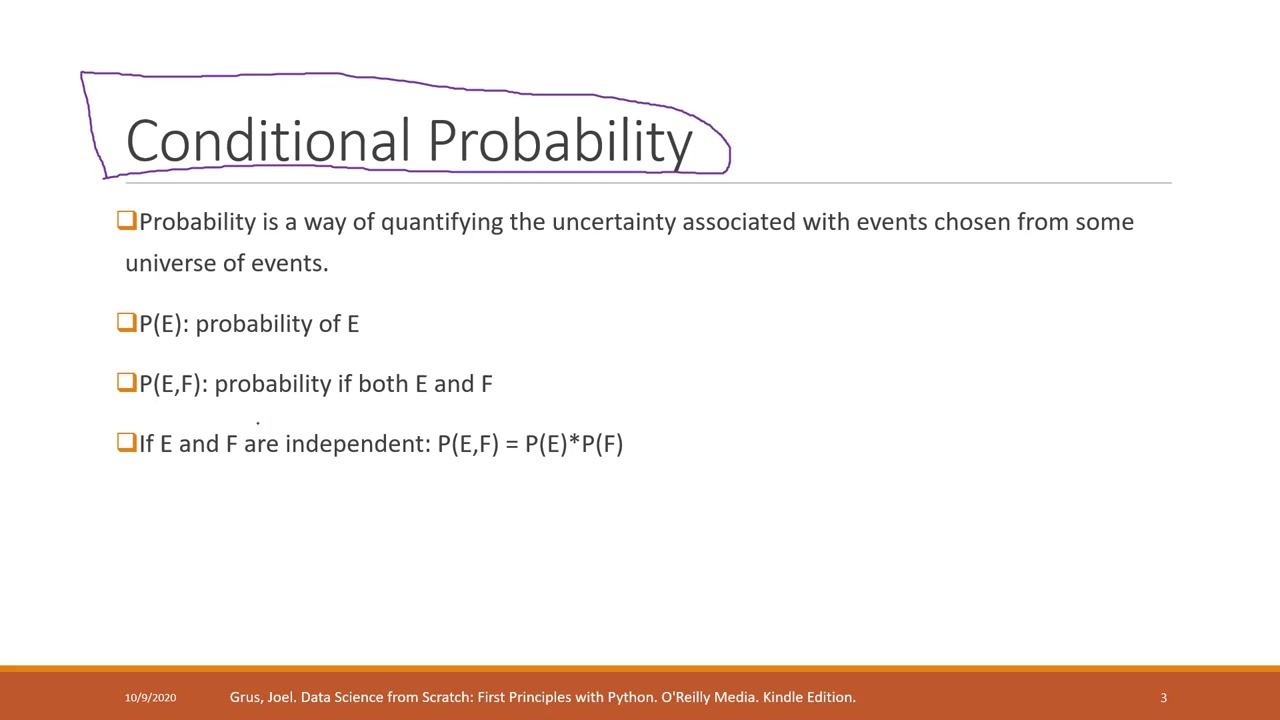 Conditional Probability
Probability is a way of quantifying the uncertainty associated with events chosen from some
universe of events.
P(E): probability of E
P(E,F): probability if both E and F
If E and F are independent: P(E,F) = P(E)*P(F)
10/9/2020 Grus, Joel. Data Science from Scratch: First Principles with Python. O'Reilly Media. Kindle Edition. 3